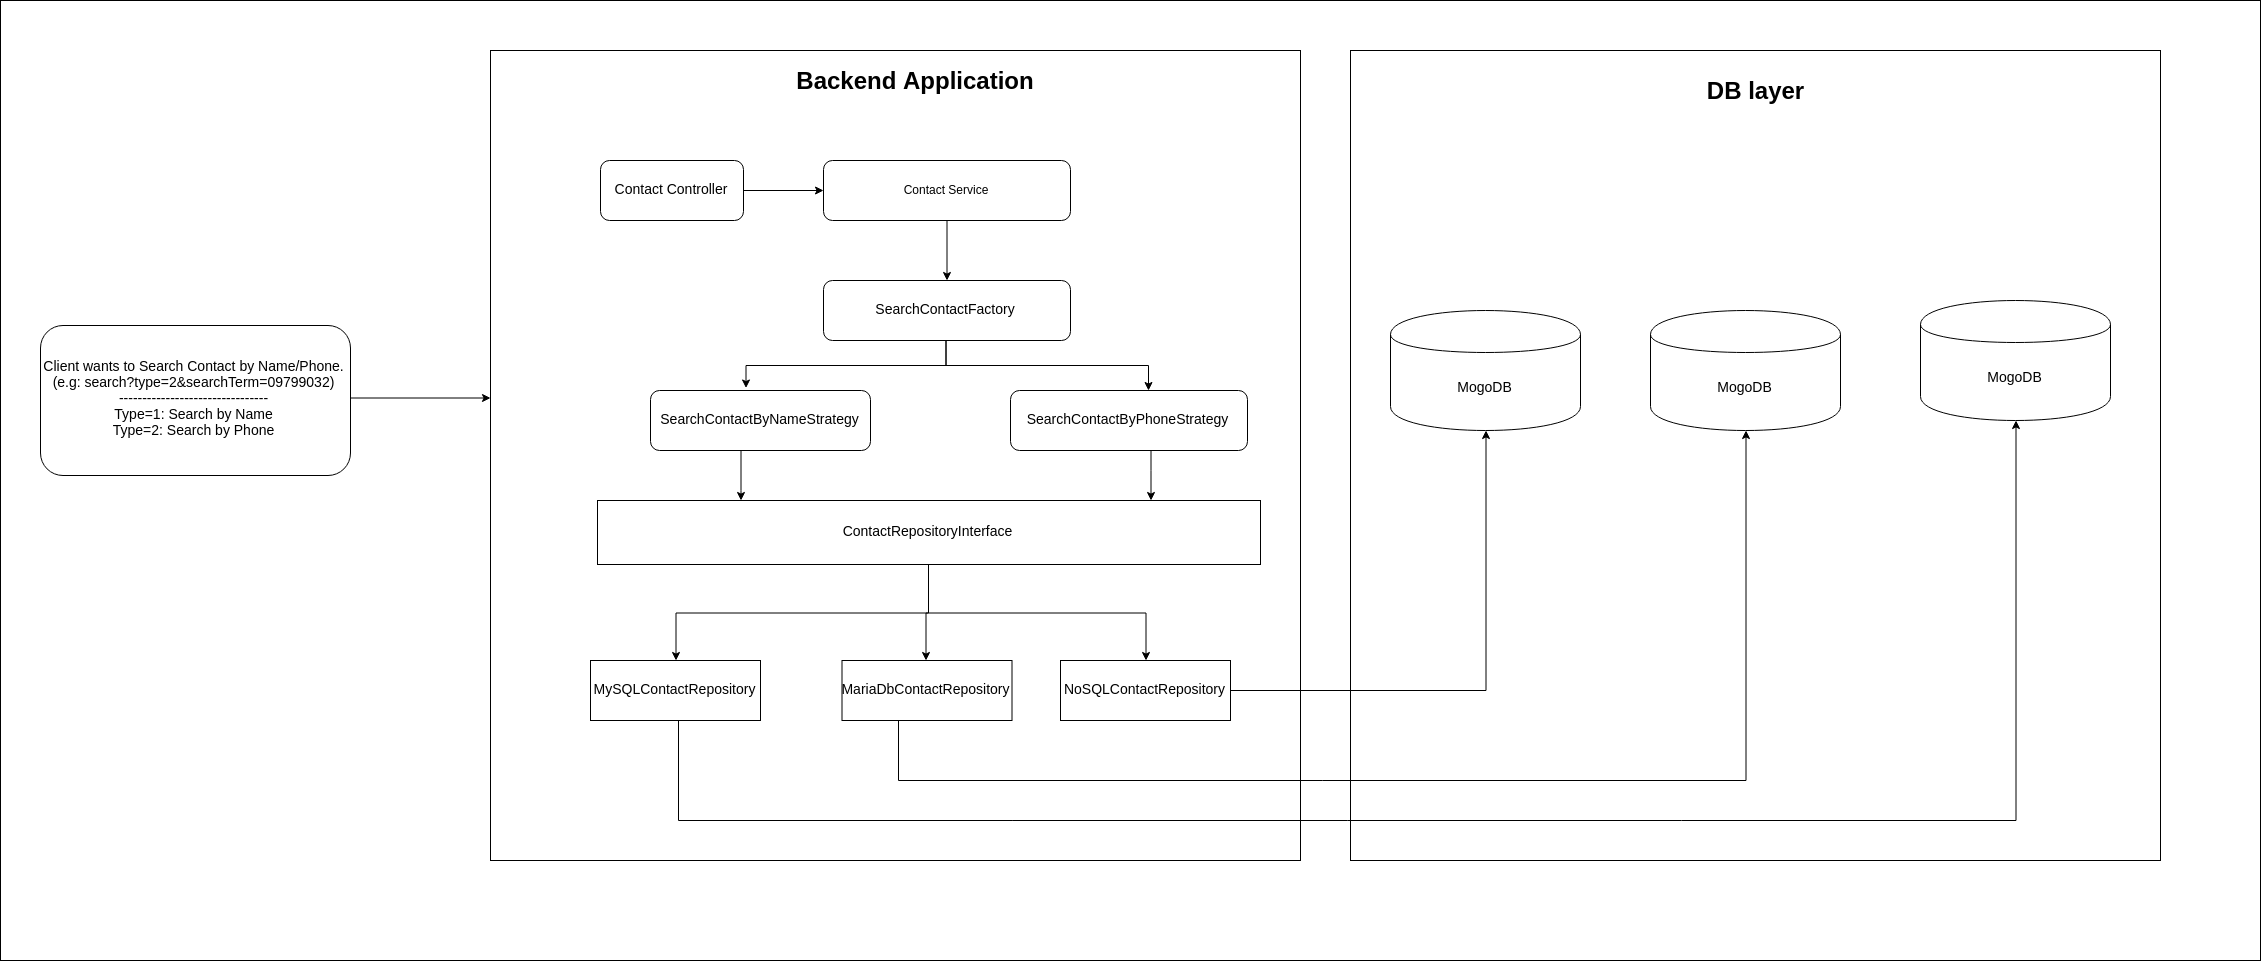 Backend Application
DB layer
Contact Controller
Contact Service
SearchContactFactory
Client wants to Search Contact by Name/Phone.
(e.g: search?type=2&searchTerm=09799032)
--------------------------------
Type=1: Search by Name
Type=2: Search by Phone
SearchContactByNameStrategy
SearchContactByPhoneStrategy
ContactRepositoryInterface
MySQLContactRepository
MariaDbContactRepository
NoSQLContactRepository
MogoDB
MogoDB
MogoDB